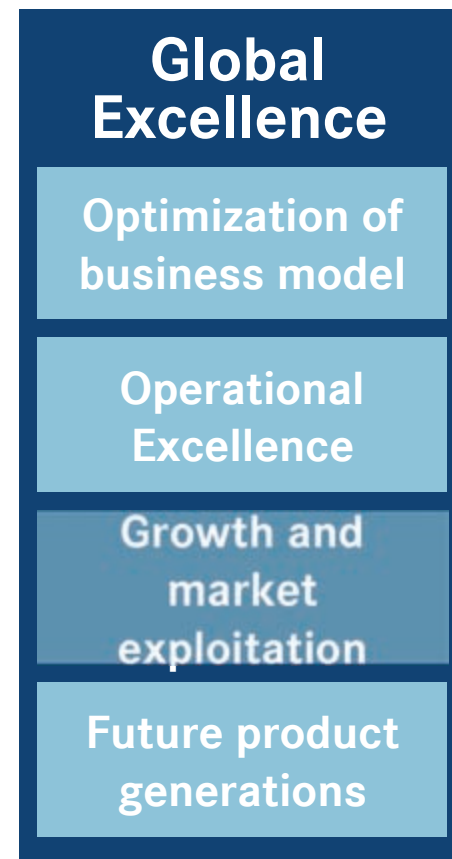 Global
Excellence
Optimization of
business model
Operational
Excellence
Growth and
market
exploitation
Future product
generations